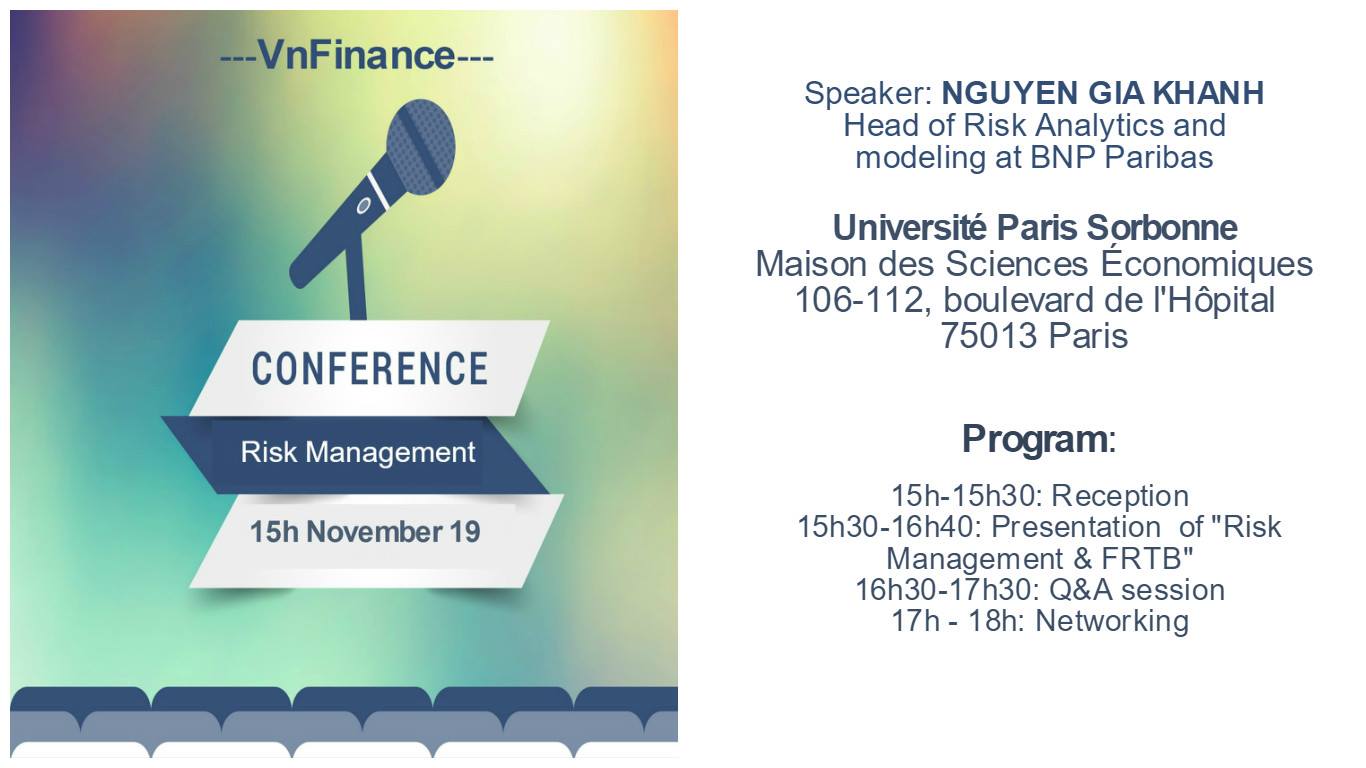 ---VnFinance---
CONFERENCE
Risk Management
15h November 19
Speaker: NGUYEN GIA KHANH
Head of Risk Analytics and
modeling at BNP Paribas
Université Paris Sorbonne
Maison des Sciences Économiques
106-112, boulevard de l'Hôpital
75013 Paris
Program:
15h-15h30: Reception
15h30-16h40: Presentation of "Risk
Management & FRTB"
16h30-17h30: Q&A session
17h - 18h: Networking